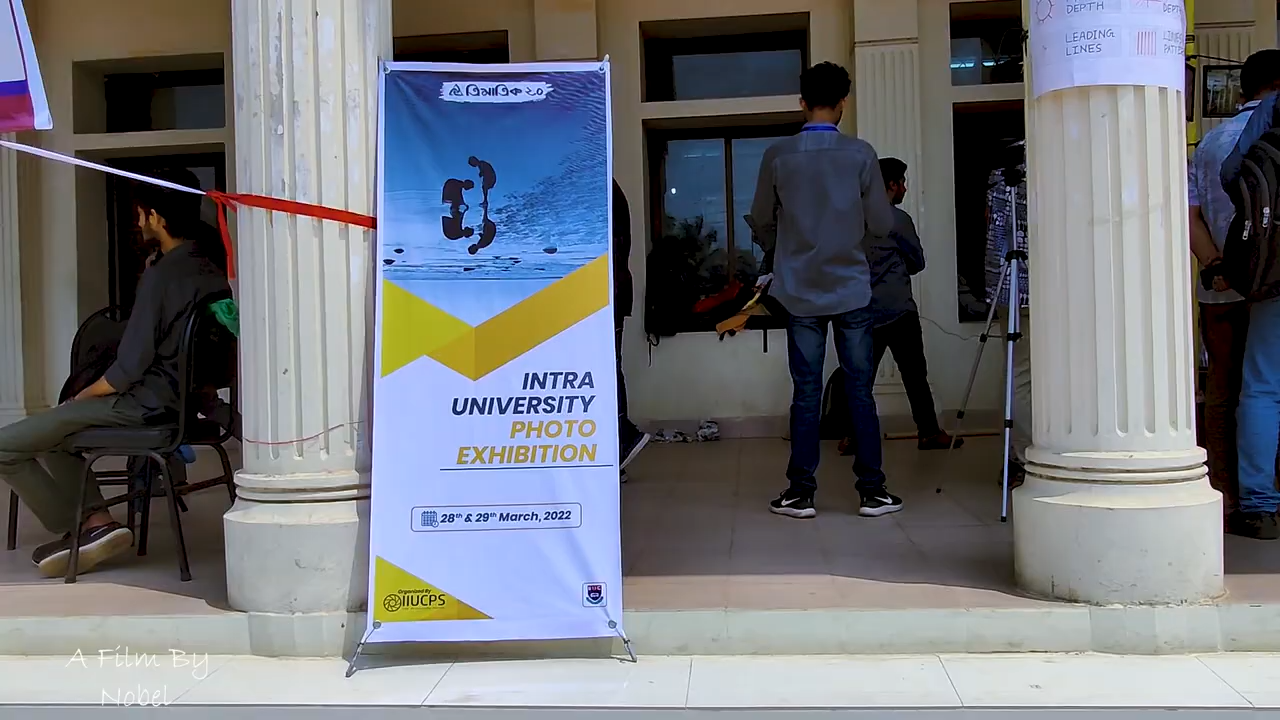 ত্রিমাত্রিক ২.০
INTRA
UNIVERSITY
PHOTO
EXHIBITION
28th & 29th March, 2022
Organized By
IIUCPS
DEPTH
DEPTH
LEADING
LINES
A Film By
Nobel